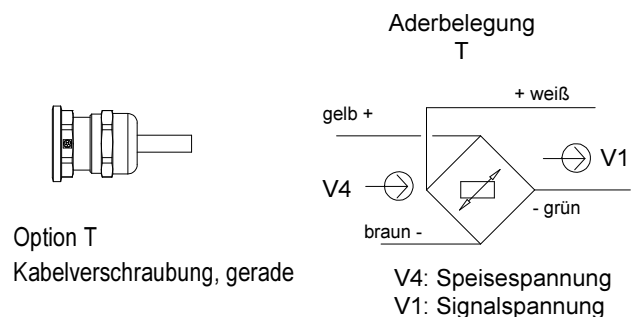 Aderbelegung
T
+ weiß
gelb +
V1
V4
- grün
braun -
Option T
Kabelverschraubung, gerade
V4: Speisespannung
V1: Signalspannung